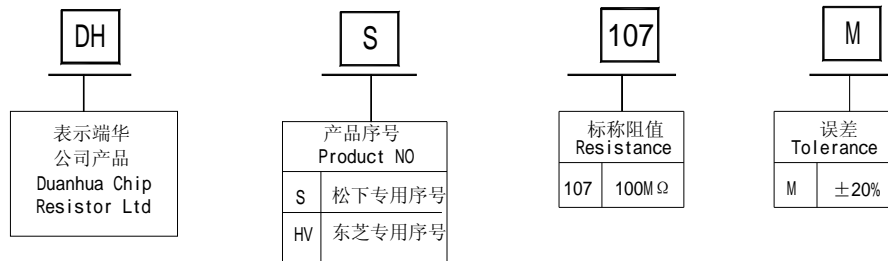 DH
S
107
M
表示端华
公司产品
Duanhua Chip
Resistor Ltd
产品序号
Product NO
S 松下专用序号
HV 东芝专用序号
标称阻值
Resistance
107 100MΩ
误差
Tolerance
M ±20%